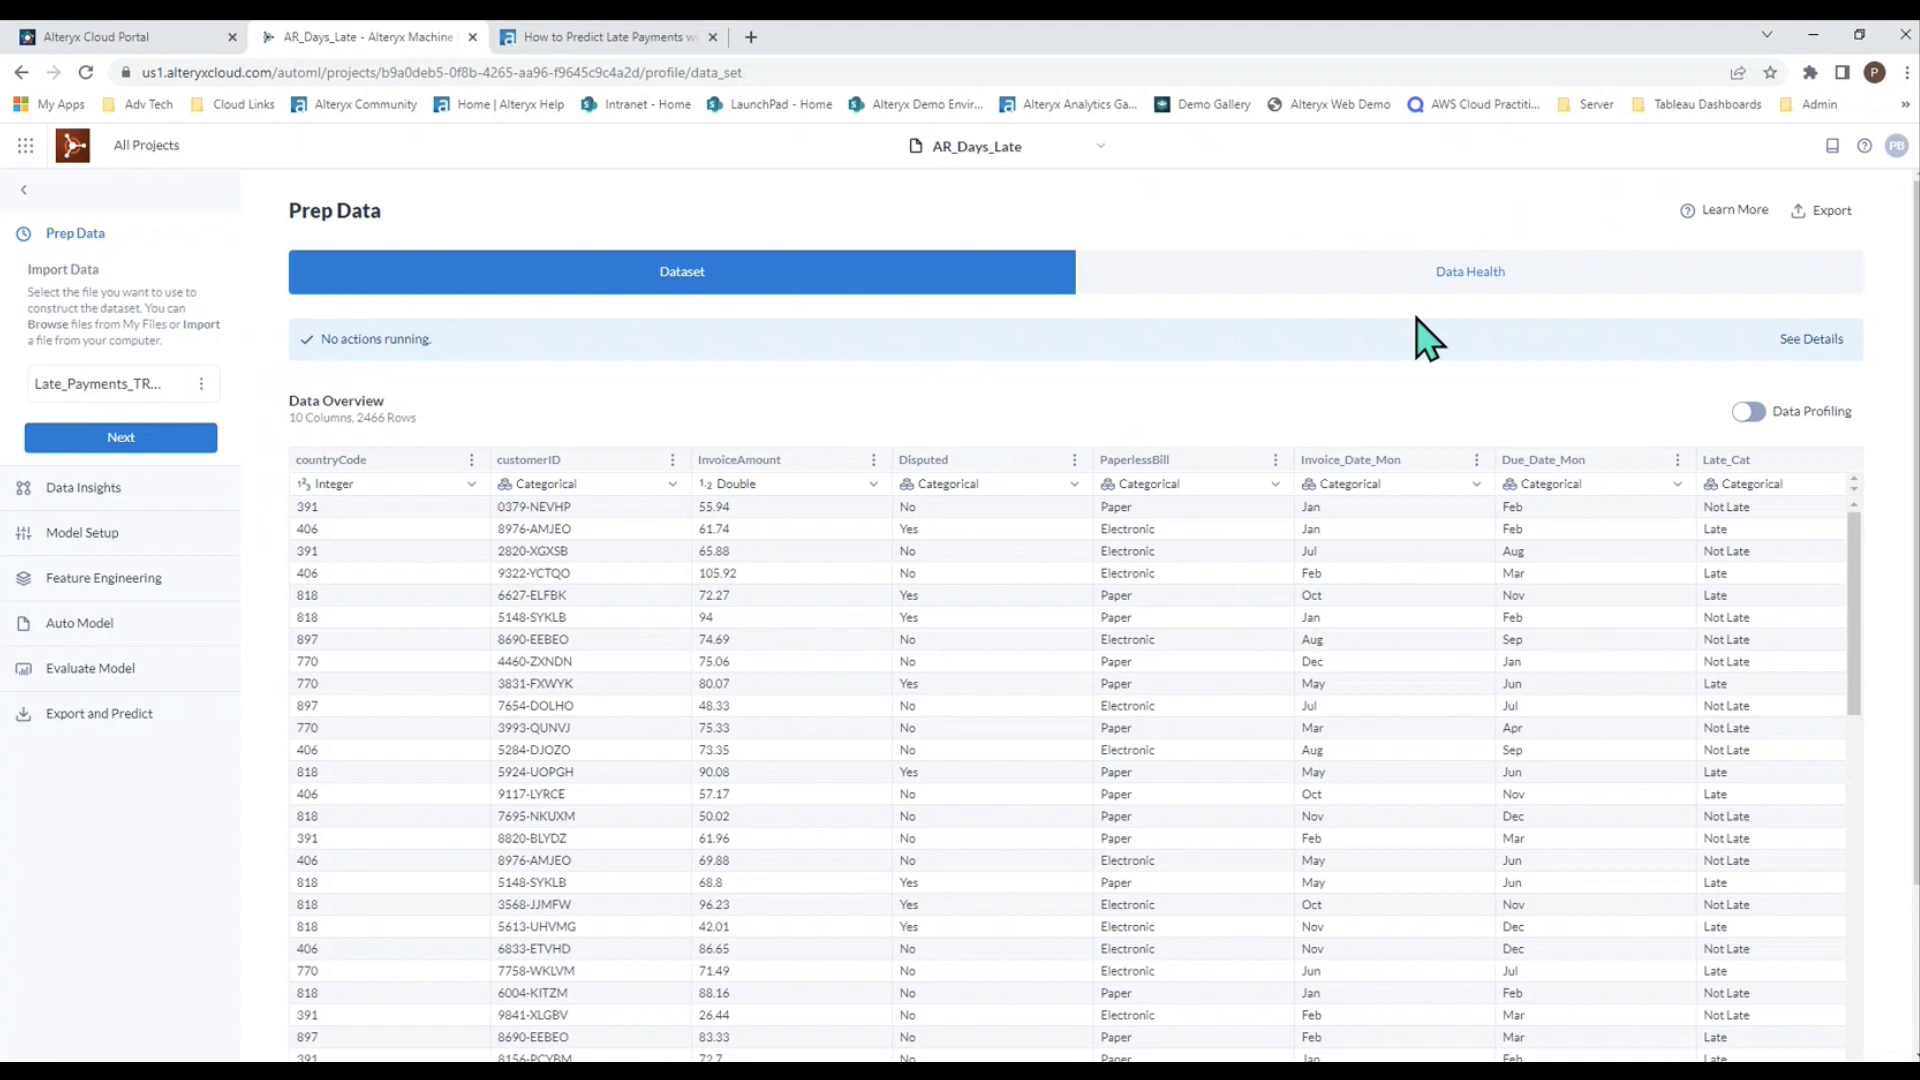 Alteryx Cloud Portal
AR_Days_Late - Alteryx Machine
How to Predict Late Payments w
us1.alteryxcloud.com/automl/projects/b9a0deb5-0f8b-4265-aa96-f9645c9c4a2d/profile/data_set
P
My Apps
Adv Tech
Cloud Links
Alteryx Community
Home | Alteryx Help
Intranet - Home
LaunchPad - Home
Alteryx Demo Envir...
Alteryx Analytics Ga...
Demo Gallery
Alteryx Web Demo
AWS Cloud Practiti...
Server
Tableau Dashboards
Admin
»
All Projects
AR_Days_Late
PB
Prep Data
Import Data
Select the file you want to use to
construct the dataset. You can
Browse files from My Files or Import
a file from your computer.
Late_Payments_TR...
Next
Data Insights
Model Setup
Feature Engineering
Auto Model
Evaluate Model
Export and Predict
Prep Data
Learn More
Export
Dataset
Data Health
No actions running.
See Details
Data Overview
10 Columns, 2466 Rows
Data Profiling
countryCode customerID InvoiceAmount Disputed PaperlessBill Invoice_Date_Mon Due_Date_Mon Late_Cat
Integer Categorical Double Categorical Categorical Categorical Categorical Categorical
391 0379-NEVHP 55.94 No Paper Jan Feb Not Late
406 8976-AMJEO 61.74 Yes Electronic Jan Feb Late
391 2820-XGXSB 65.88 No Electronic Jul Aug Not Late
406 9322-YCTQO 105.92 No Electronic Feb Mar Late
818 6627-ELFBK 72.27 Yes Paper Oct Nov Late
818 5148-SYKLB 94 Yes Paper Jan Feb Not Late
897 8690-EEBEO 74.69 No Electronic Aug Sep Not Late
770 4460-ZXNDN 75.06 No Paper Dec Jan Not Late
770 3831-FXWYK 80.07 Yes Paper May Jun Late
897 7654-DOLHO 48.33 No Electronic Jul Jul Not Late
770 3993-QUNVJ 75.33 No Paper Mar Apr Not Late
406 5284-DJOZO 73.35 No Electronic Aug Sep Not Late
818 5924-UOPGH 90.08 Yes Paper May Jun Late
406 9117-LYRCE 57.17 No Paper Oct Nov Late
818 7695-NKUXM 50.02 No Paper Nov Dec Not Late
391 8820-BLYDZ 61.96 No Paper Feb Mar Not Late
406 8976-AMJEO 69.88 No Electronic May Jun Not Late
818 5148-SYKLB 68.8 Yes Paper May Jun Late
818 3568-JJMFW 96.23 Yes Electronic Oct Nov Not Late
818 5613-UHVMG 42.01 Yes Electronic Nov Dec Late
406 6833-ETVHD 86.65 No Electronic Nov Dec Not Late
770 7758-WKLVM 71.49 No Electronic Jun Jul Late
818 6004-KITZM 88.16 No Paper Jan Feb Not Late
391 9841-XLGBV 26.44 No Electronic Feb Mar Not Late
897 8690-EEBEO 83.33 No Paper Feb Mar Late
391 8156-PCYBM 72.7 No Paper Jan Feb Late